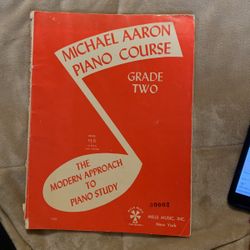 MICHAEL AARON
PIANO COURSE
GRADE
TWO
THE
MODERN APPROACH
TO
PIANO STUDY
MILLS MUSIC, INC.
New York